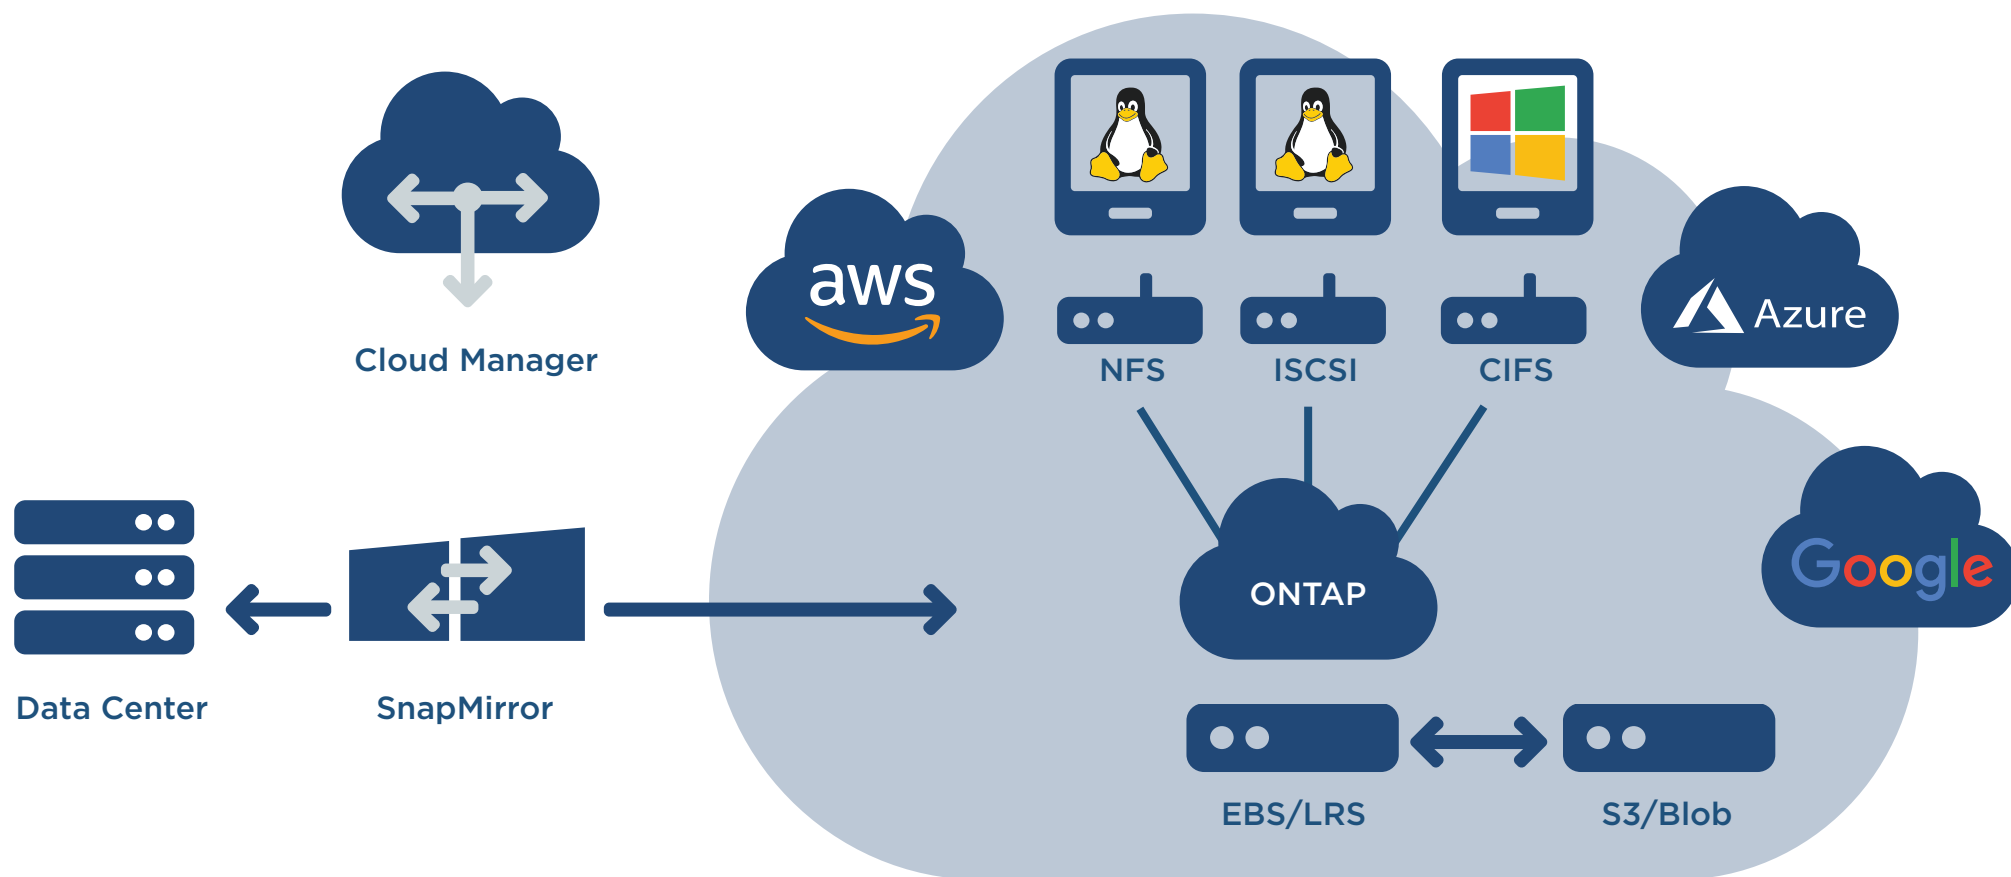 Cloud Manager
aws
NFS
ISCSI
CIFS
Azure
Google
ONTAP
Data Center
SnapMirror
EBS/LRS
S3/Blob